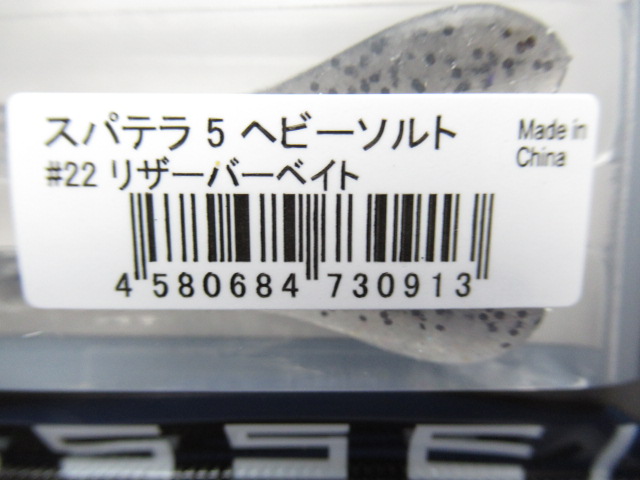 スパテラ 5 ヘビーソルト
#22 リザーバーベイト
Made in
China
4 580684 730913